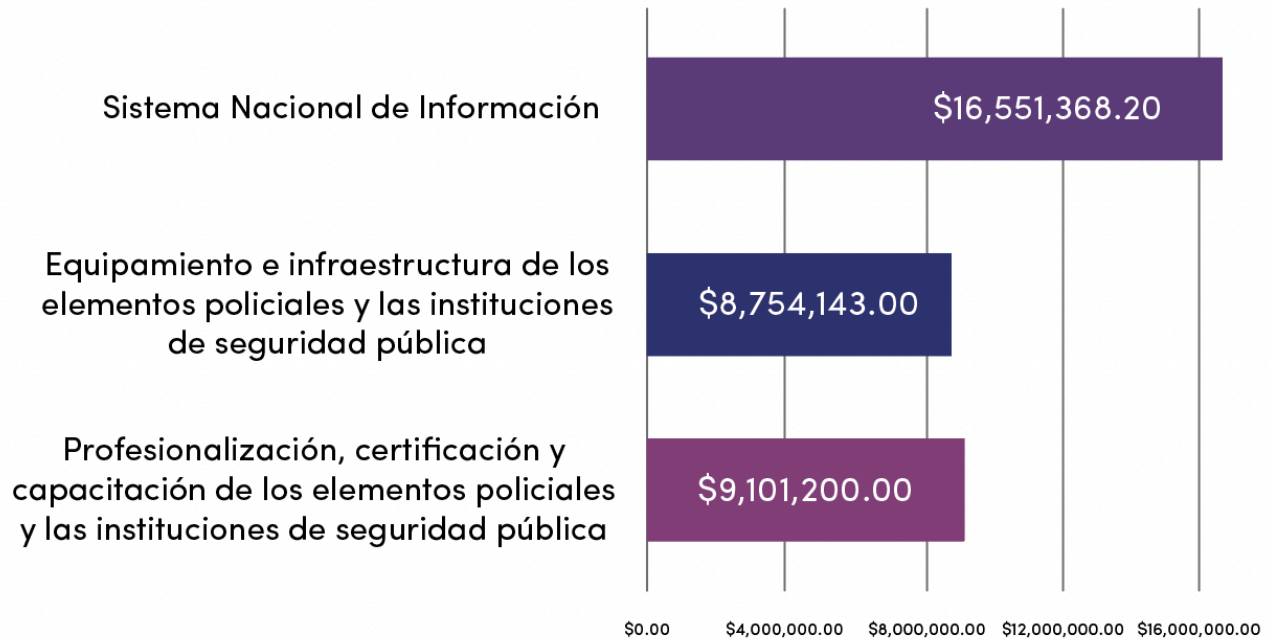 Sistema Nacional de Información
$16,551,368.20
Equipamiento e infraestructura de los
elementos policiales y las instituciones
de seguridad pública
$8,754,143.00
Profesionalización, certificación y
capacitación de los elementos policiales
y las instituciones de seguridad pública
$9,101,200.00
$0.00 $4,000,000.00 $8,000,000.00 $12,000,000.00 $16,000,000.00